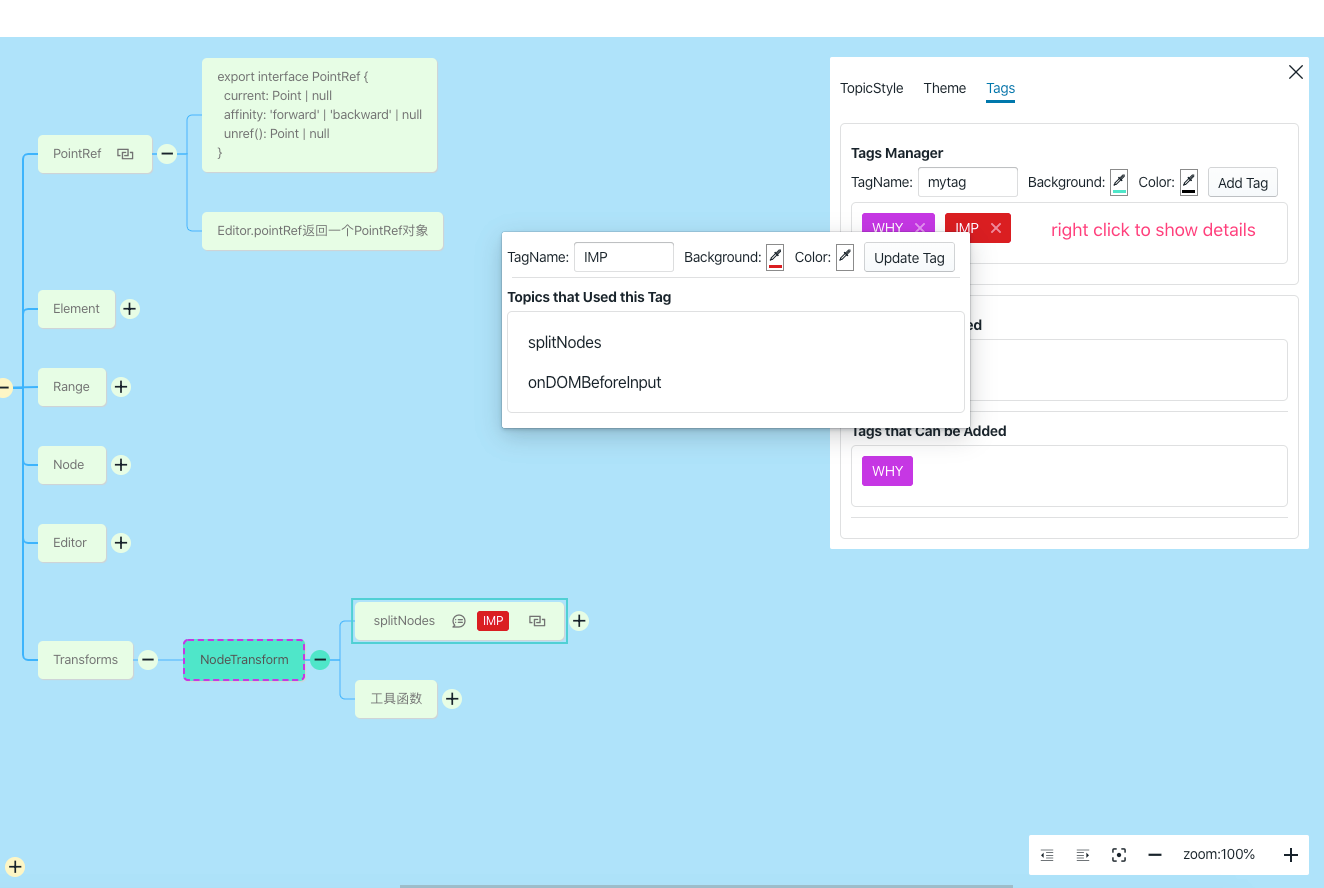 export interface PointRef {
current: Point | null
affinity: 'forward' | 'backward' | null
unref(): Point | null
}
PointRef
Editor.pointRef返回一个PointRef对象
Element
Range
Node
Editor
Transforms
NodeTransform
splitNodes
IMP
工具函数
TopicStyle Theme Tags
Tags Manager
TagName: mytag Background: Color: Add Tag
WHY IMP right click to show details
TagName: IMP Background: Color: Update Tag
Topics that Used this Tag
splitNodes
onDOMBeforeInput
ed
Tags that Can be Added
WHY
zoom:100%